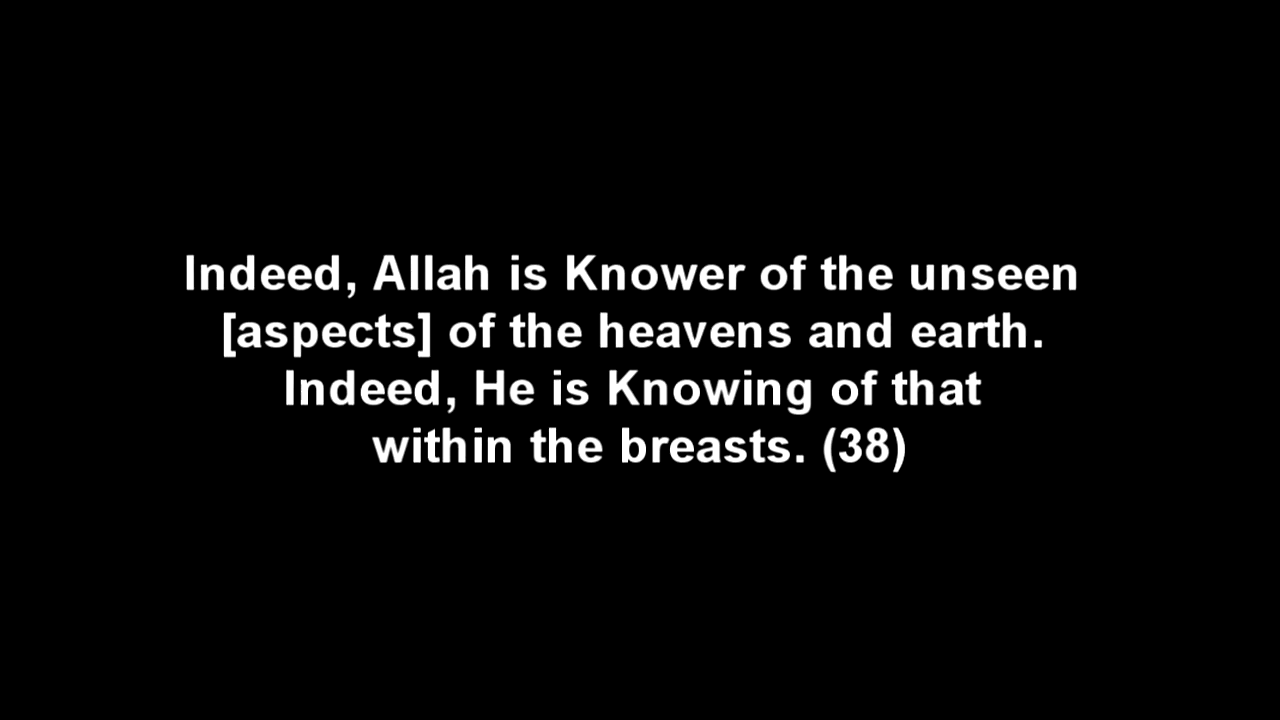 Indeed, Allah is Knower of the unseen
[aspects] of the heavens and earth.
Indeed, He is Knowing of that
within the breasts. (38)